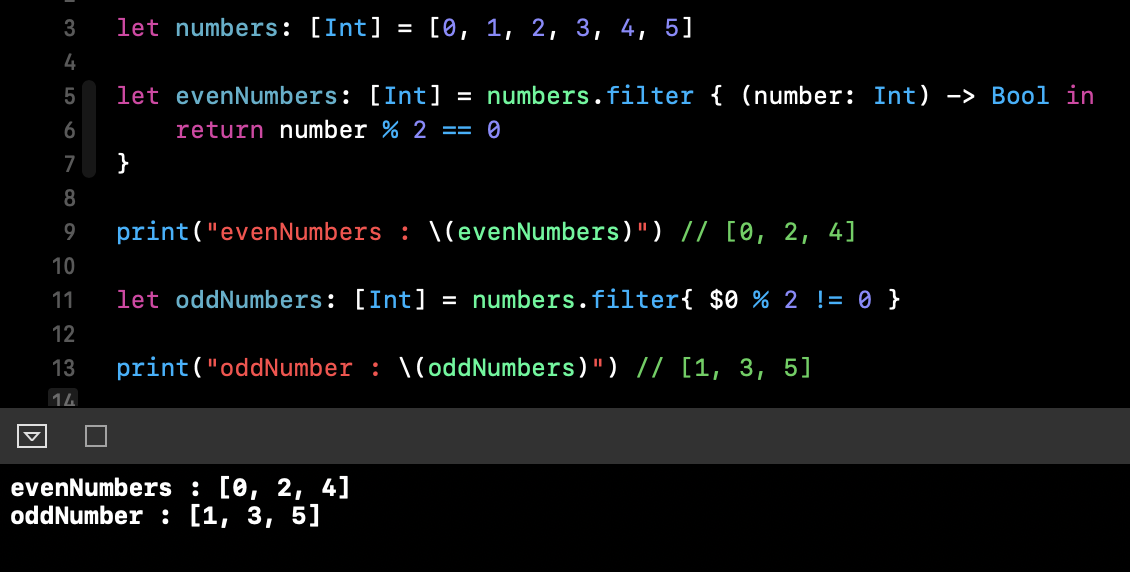 3 let numbers: [Int] = [0, 1, 2, 3, 4, 5]
4
5 let evenNumbers: [Int] = numbers.filter { (number: Int) -> Bool in
6 return number % 2 == 0
7 }
8
9 print("evenNumbers : \(evenNumbers)") // [0, 2, 4]
10
11 let oddNumbers: [Int] = numbers.filter{ $0 % 2 != 0 }
12
13 print("oddNumber : \(oddNumbers)") // [1, 3, 5]
14
evenNumbers : [0, 2, 4]
oddNumber : [1, 3, 5]